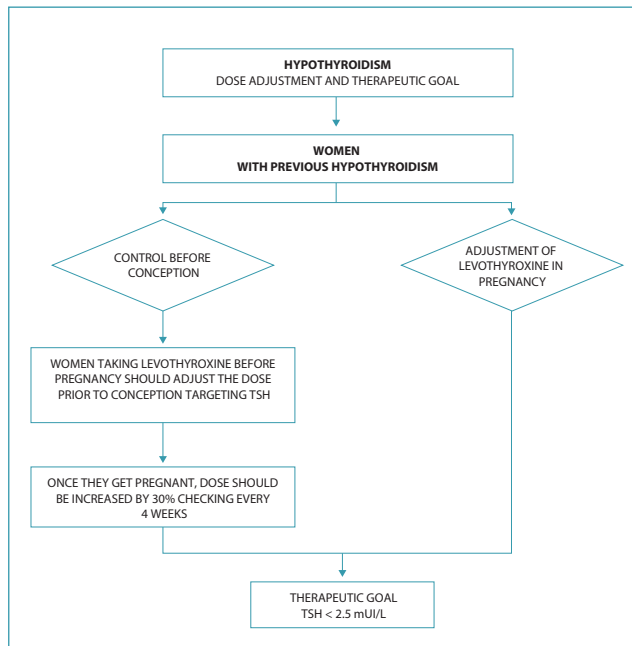 HYPOTHYROIDISM
DOSE ADJUSTMENT AND THERAPEUTIC GOAL
WOMEN
WITH PREVIOUS HYPOTHYROIDISM
CONTROL BEFORE
CONCEPTION
ADJUSTMENT OF
LEVOTHYROXINE IN
PREGNANCY
WOMEN TAKING LEVOTHYROXINE BEFORE
PREGNANCY SHOULD ADJUST THE DOSE
PRIOR TO CONCEPTION TARGETING TSH
ONCE THEY GET PREGNANT, DOSE SHOULD
BE INCREASED BY 30% CHECKING EVERY
4 WEEKS
THERAPEUTIC GOAL
TSH < 2.5 mUI/L